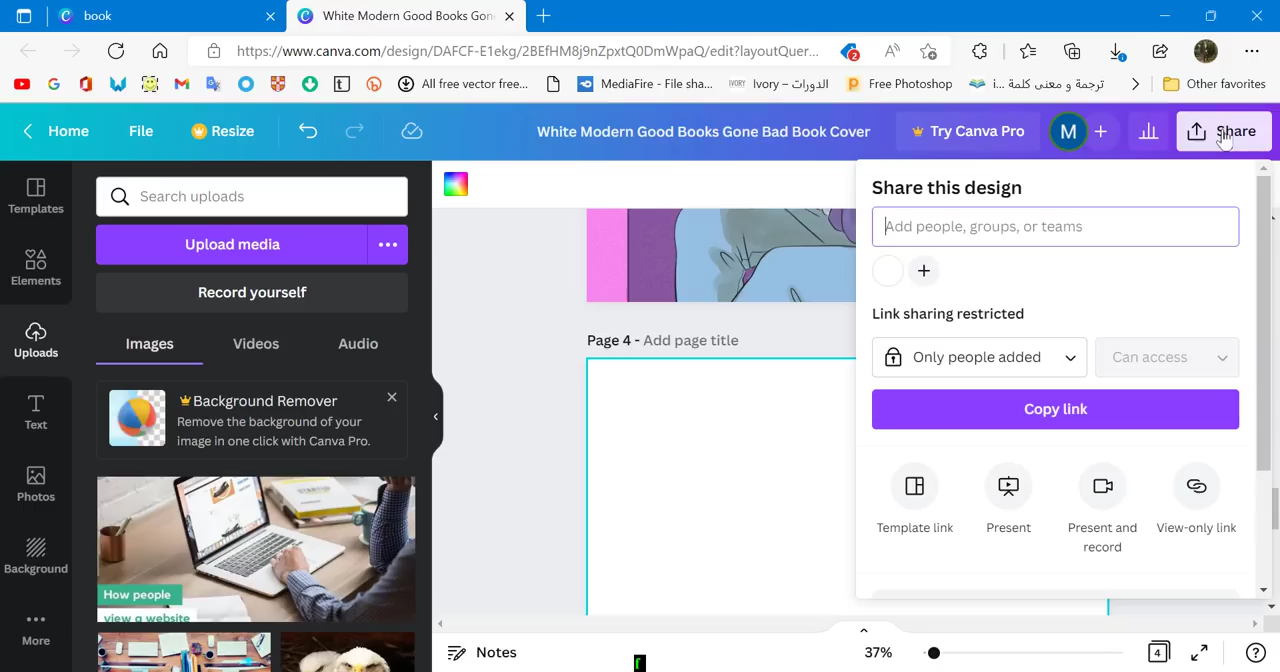 book
White Modern Good Books Gon
https://www.canva.com/design/DAFCF-E1ekg/2BEfHM8j9nZpxtQ0DmWpaQ/edit?layoutQuer...
2
All free vector free...
MediaFire - File sha...
IVORY
Ivory – الدورات
Free Photoshop
ترجمة و معنى كلمة i...
Other favorites
Home
File
Resize
White Modern Good Books Gone Bad Book Cover
Try Canva Pro
M
Share
Templates
Elements
Uploads
Text
Photos
Background
More
Search uploads
Upload media
Record yourself
Images
Videos
Audio
Background Remover
Remove the background of your
image in one click with Canva Pro.
How people
view a website
Page 4 - Add page title
Share this design
Add people, groups, or teams
Link sharing restricted
Only people added
Can access
Copy link
Template link
Present
Present and
record
View-only link
Notes
37%
4